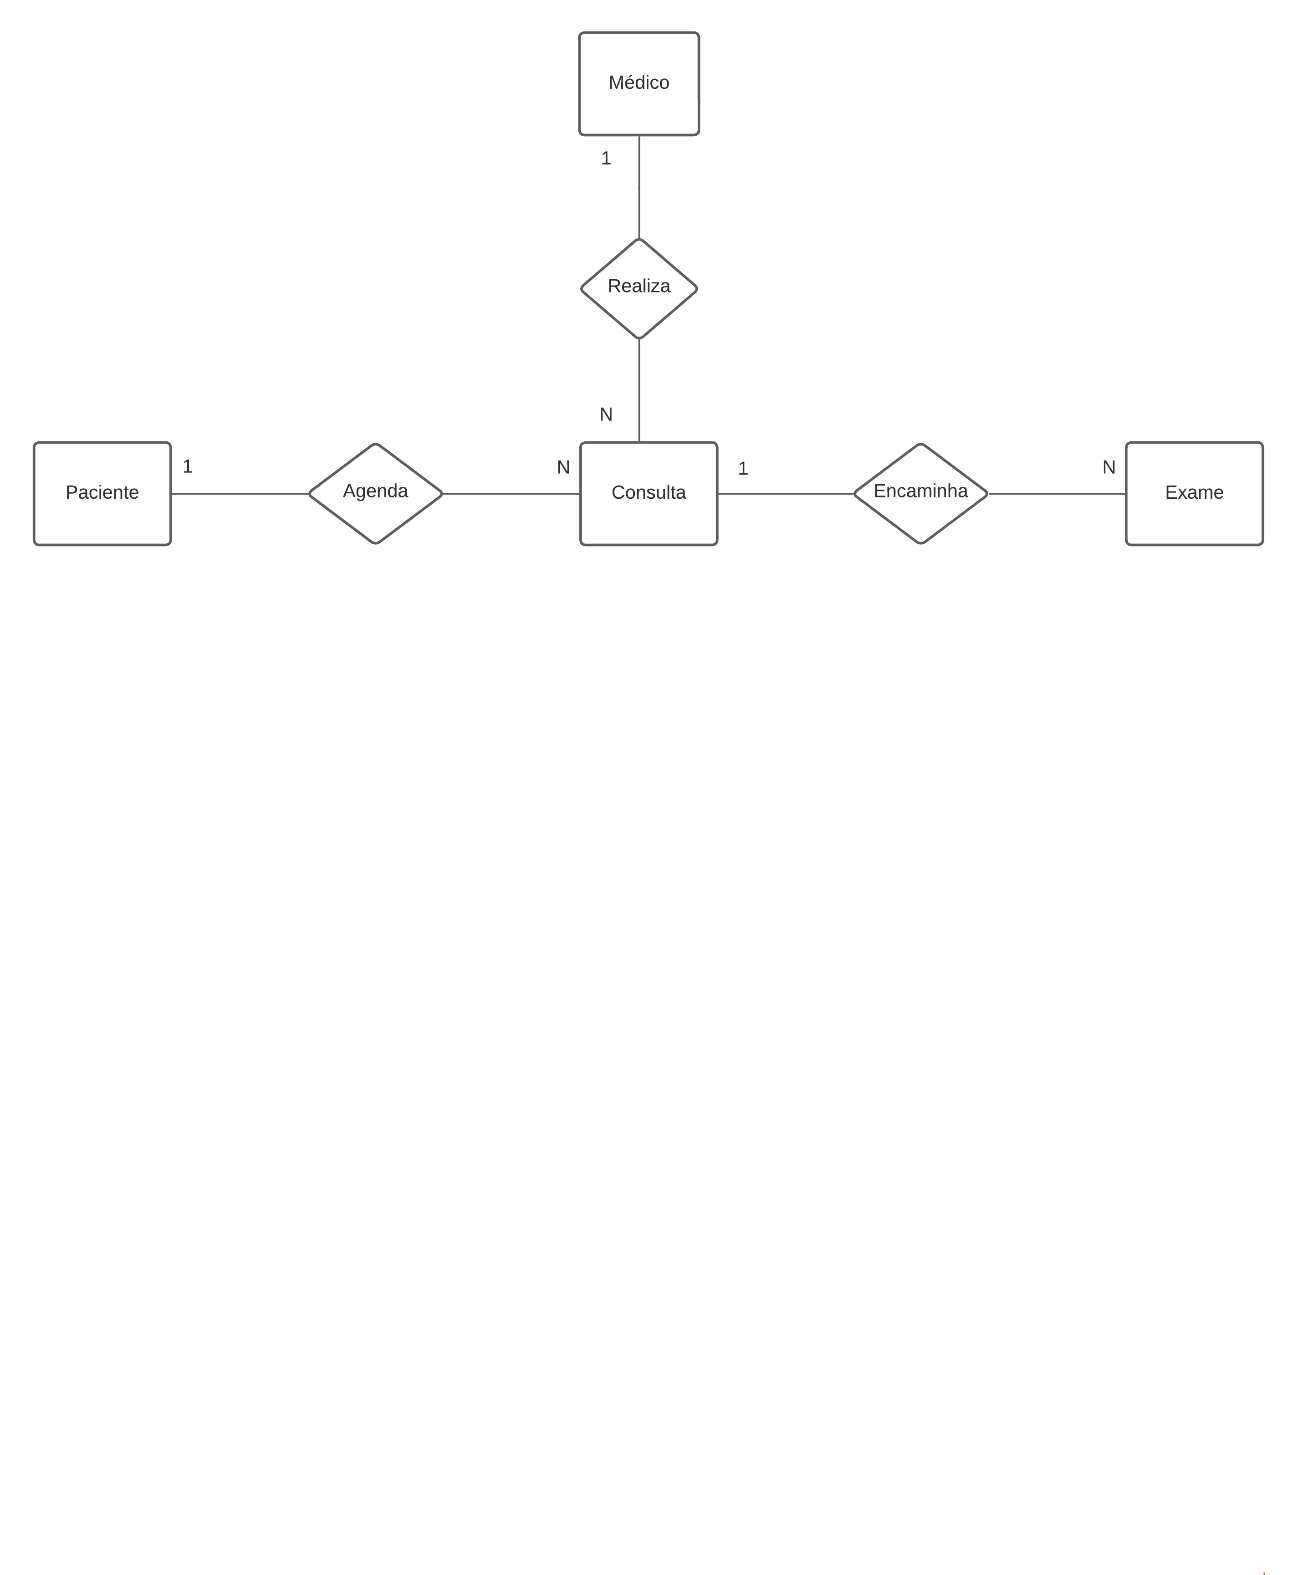 Médico
1
Realiza
N
Paciente
1
Agenda
N
Consulta
1
Encaminha
N
Exame